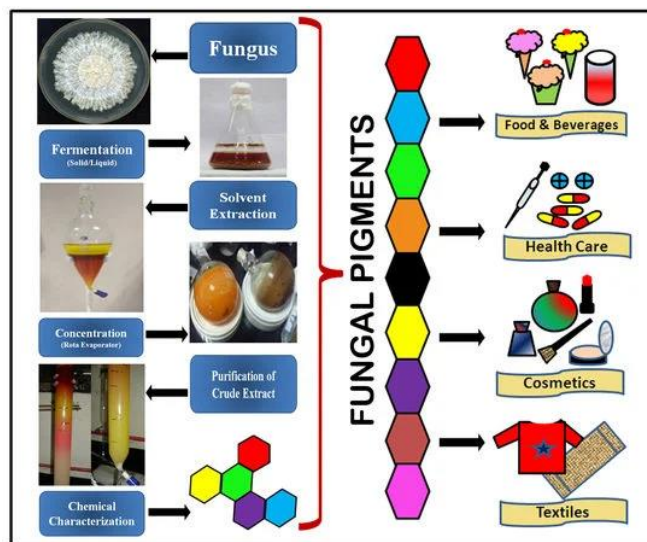 Fungus
Fermentation
(Solid/Liquid)
Solvent
Extraction
Concentration
(Rota Evaporator)
Purification of
Crude Extract
Chemical
Characterization
FUNGAL PIGMENTS
Food & Beverages
Health Care
Cosmetics
Textiles